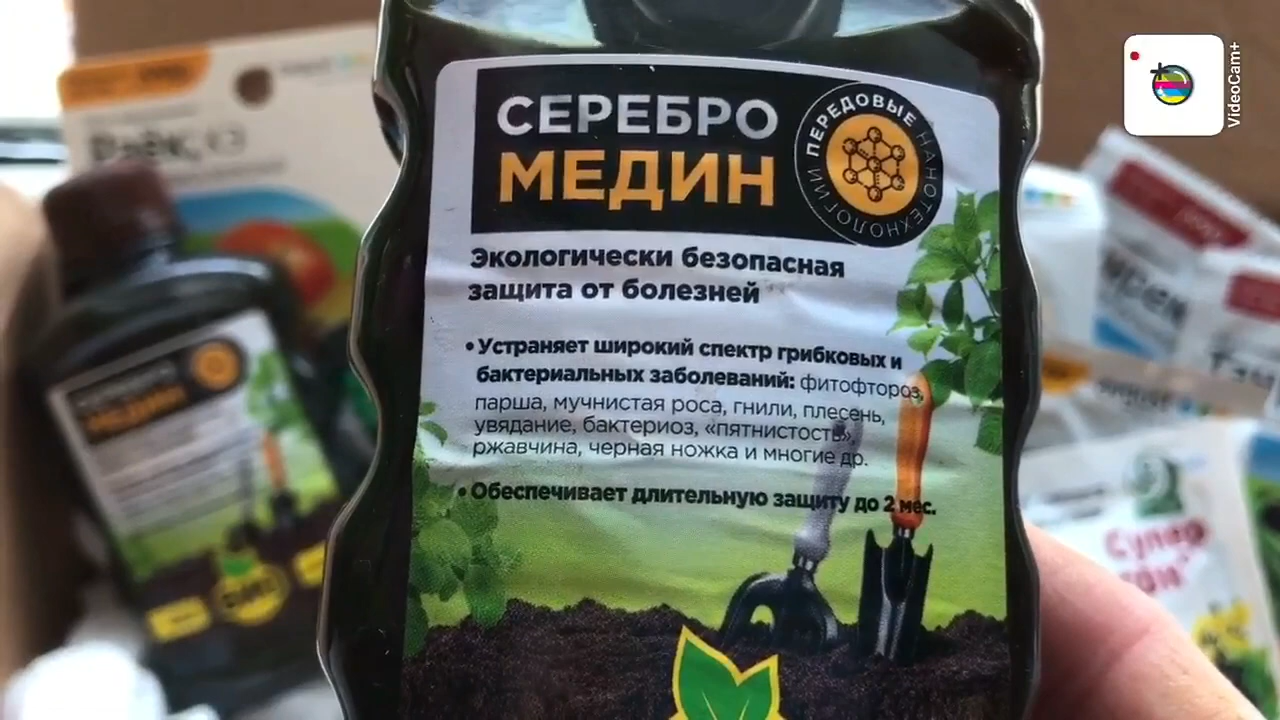 СЕРЕБРО
МЕДИН
ПЕРЕДОВЫЕ НАНОТЕХНОЛОГИИ
Экологически безопасная
защита от болезней
• Устраняет широкий спектр грибковых и
бактериальных заболеваний: фитофтороз,
парша, мучнистая роса, гнили, плесень,
увядание, бактериоз, «пятнистость»,
ржавчина, черная ножка и многие др.
• Обеспечивает длительную защиту до 2 мес.
VideoCam+
СЕРЕБРО
МЕДИН
Раёк,
Супер